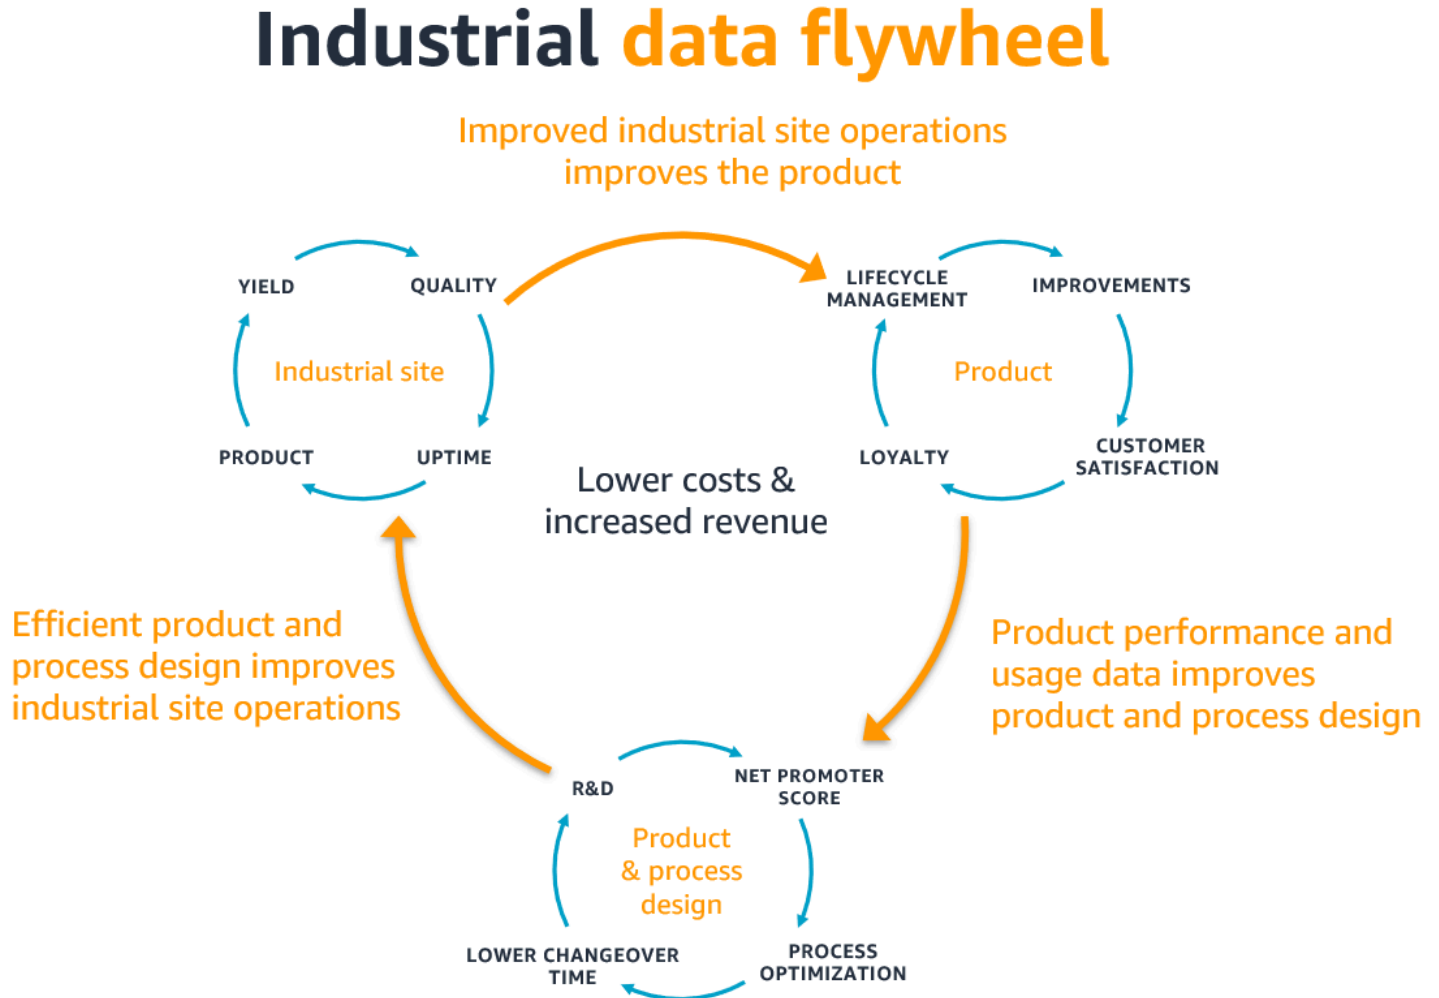 Industrial data flywheel
Improved industrial site operations
improves the product
YIELD
QUALITY
Industrial site
PRODUCT
UPTIME
LIFECYCLE
MANAGEMENT
IMPROVEMENTS
Product
LOYALTY
CUSTOMER
SATISFACTION
Lower costs &
increased revenue
Efficient product and
process design improves
industrial site operations
Product performance and
usage data improves
product and process design
R&D
NET PROMOTER
SCORE
Product
& process
design
LOWER CHANGEOVER
TIME
PROCESS
OPTIMIZATION